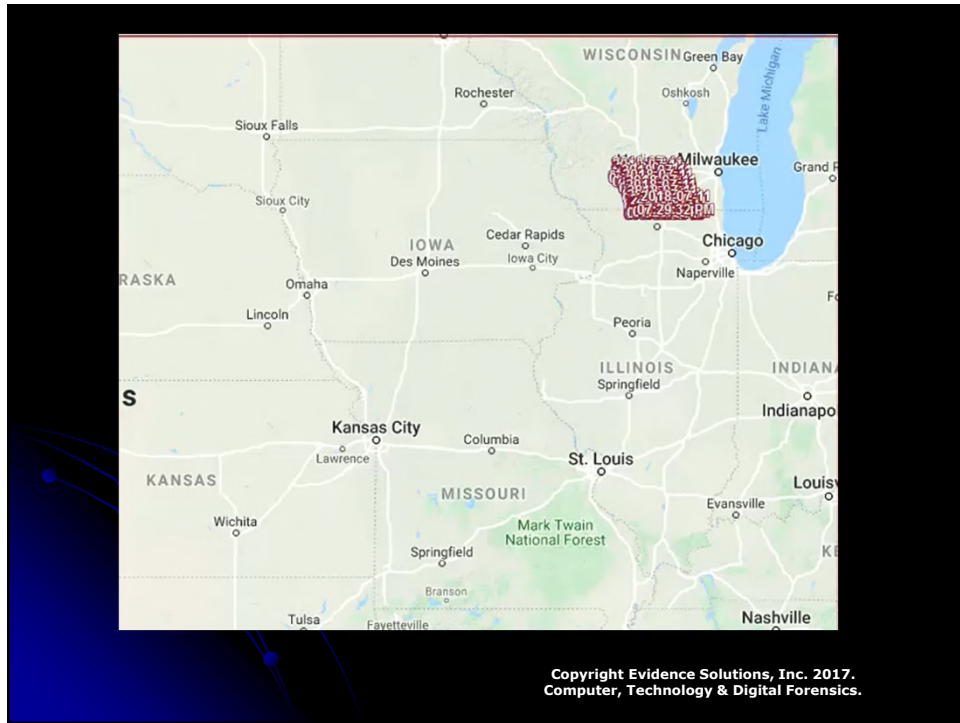 WISCONSIN
Green Bay
Rochester
Oshkosh
Lake Michigan
Sioux Falls
Milwaukee
Grand R
Sioux City
2018-07-11
07:29:32 PM
Chicago
IOWA
Cedar Rapids
Des Moines
Iowa City
Naperville
RASKA
Omaha
Fo
Lincoln
Peoria
ILLINOIS
INDIANA
Springfield
S
Indianapo
Kansas City
Columbia
Lawrence
St. Louis
KANSAS
MISSOURI
Louisv
Evansville
Wichita
Mark Twain
National Forest
Springfield
KE
Branson
Tulsa
Fayetteville
Nashville
Copyright Evidence Solutions, Inc. 2017.
Computer, Technology & Digital Forensics.